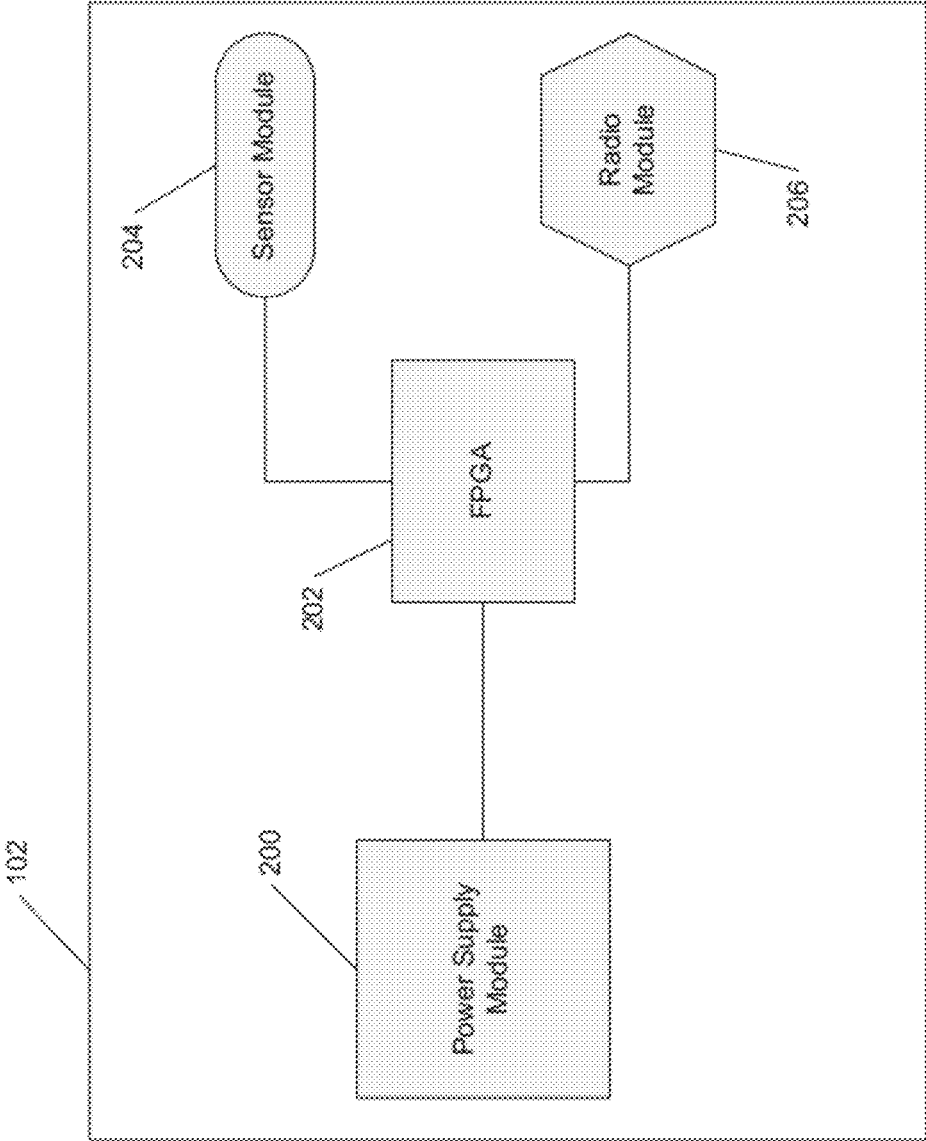 102
200
Power Supply
Module
202
FPGA
204
Sensor Module
Radio
Module
206